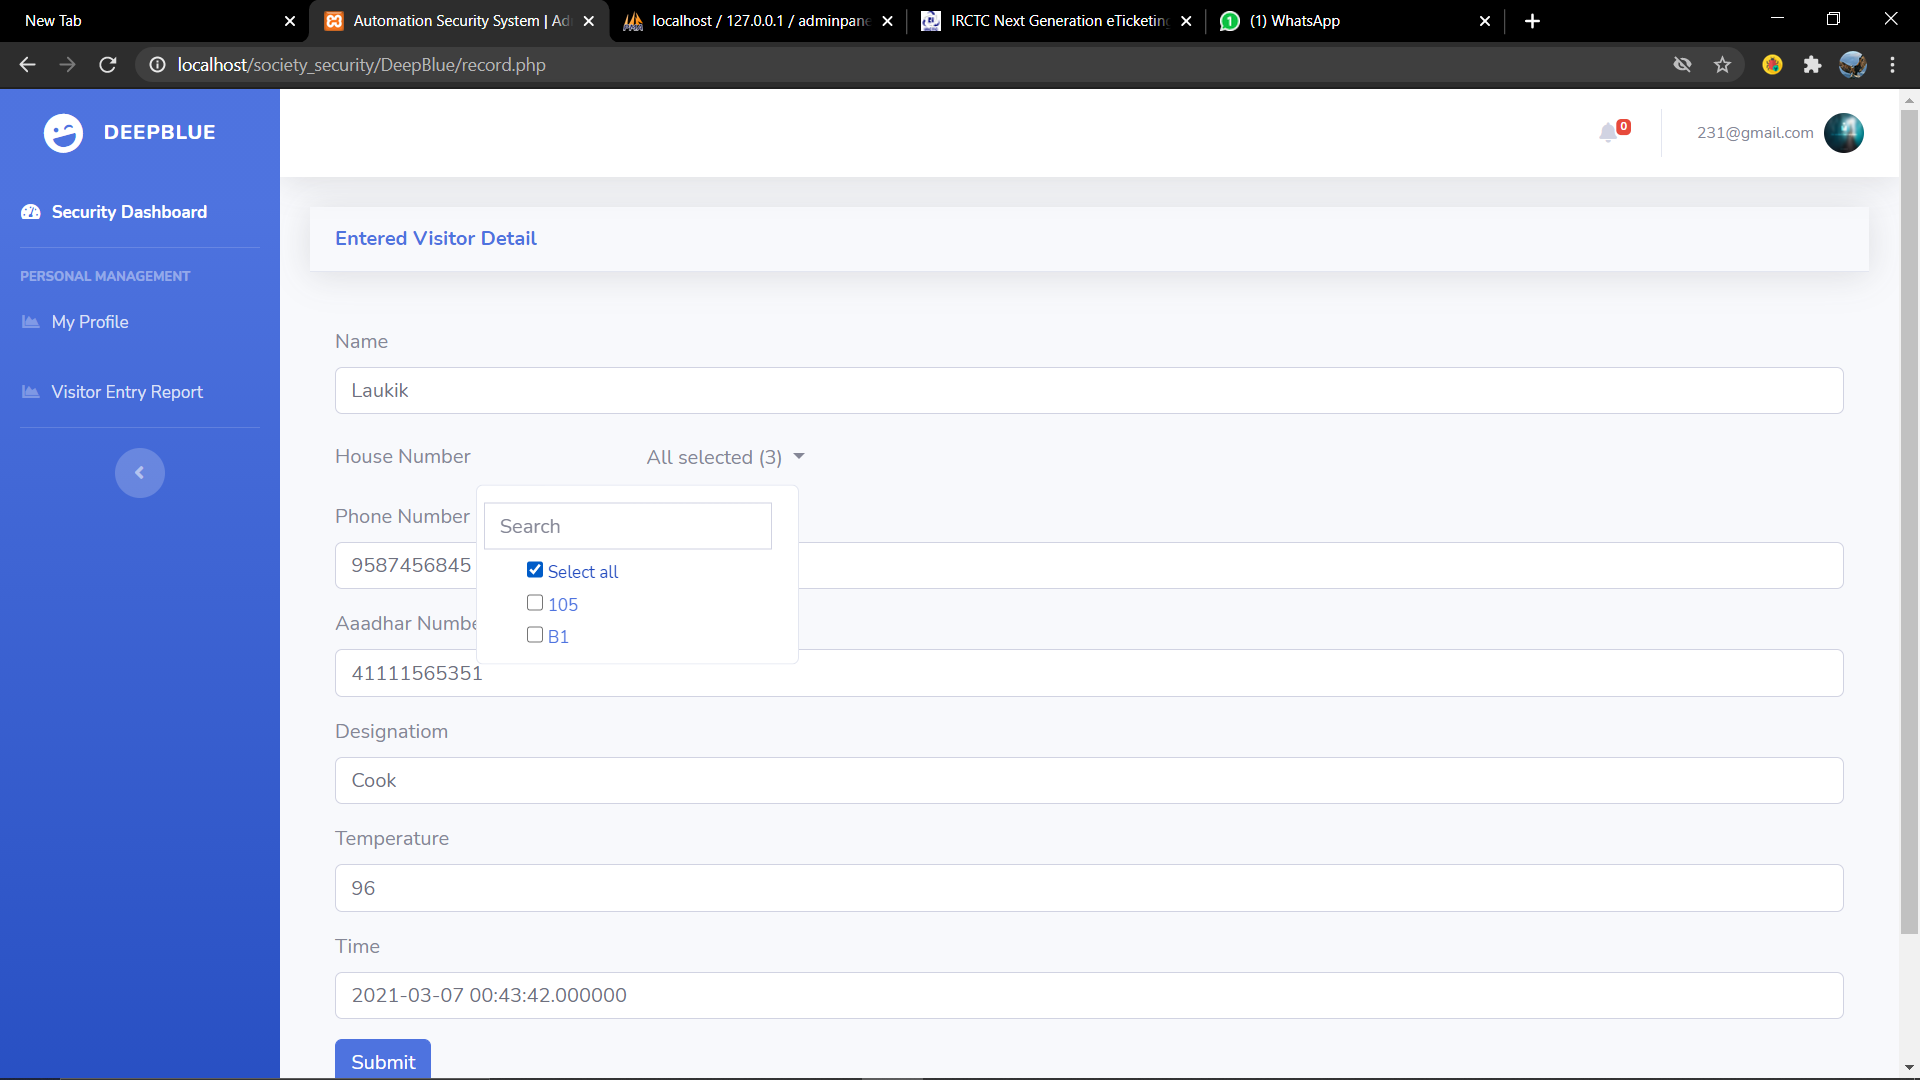 New Tab
Automation Security System | Ad
localhost / 127.0.0.1 / adminpane
IRCTC Next Generation eTicketing
(1) WhatsApp
localhost/society_security/DeepBlue/record.php
DEEPBLUE
0
231@gmail.com
Security Dashboard
PERSONAL MANAGEMENT
My Profile
Visitor Entry Report
Entered Visitor Detail
Name
Laukik
House Number
All selected (3)
Search
Select all
105
B1
Phone Number
9587456845
Aaadhar Numbe
41111565351
Designatiom
Cook
Temperature
96
Time
2021-03-07 00:43:42.000000
Submit